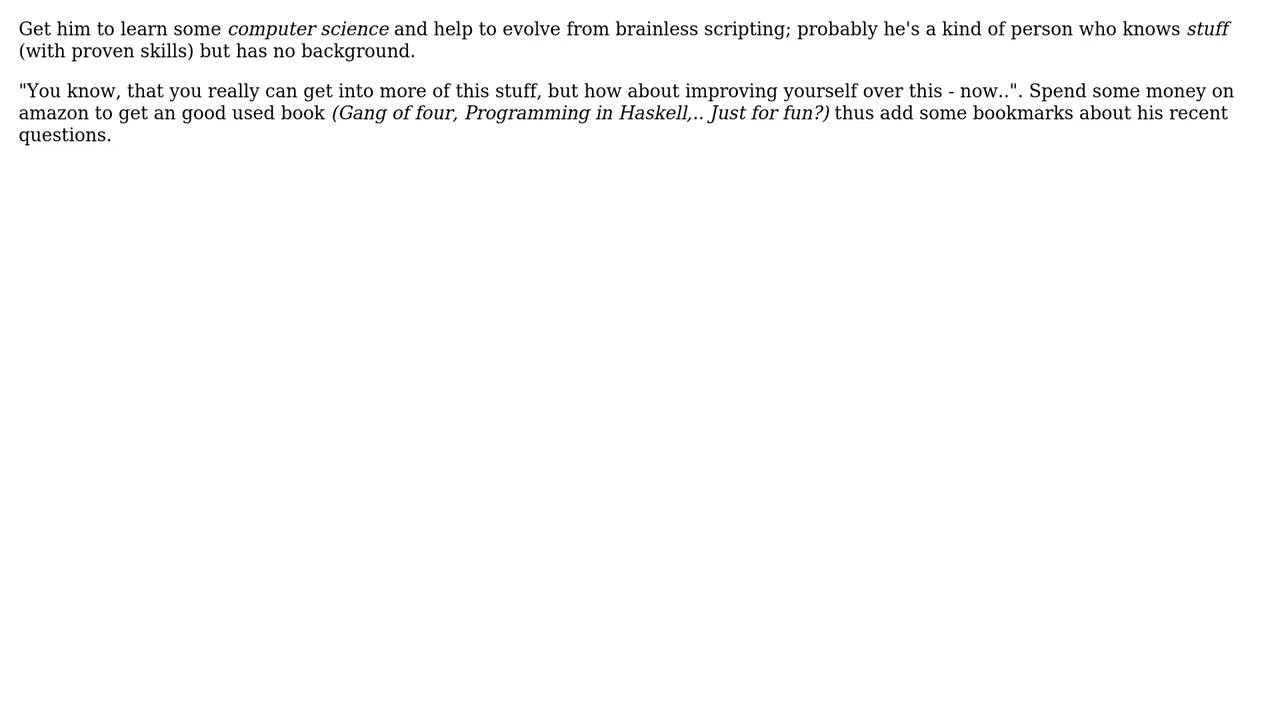 Get him to learn some computer science and help to evolve from brainless scripting; probably he's a kind of person who knows stuff
(with proven skills) but has no background.
"You know, that you really can get into more of this stuff, but how about improving yourself over this - now..". Spend some money on
amazon to get an good used book (Gang of four, Programming in Haskell,.. Just for fun?) thus add some bookmarks about his recent
questions.